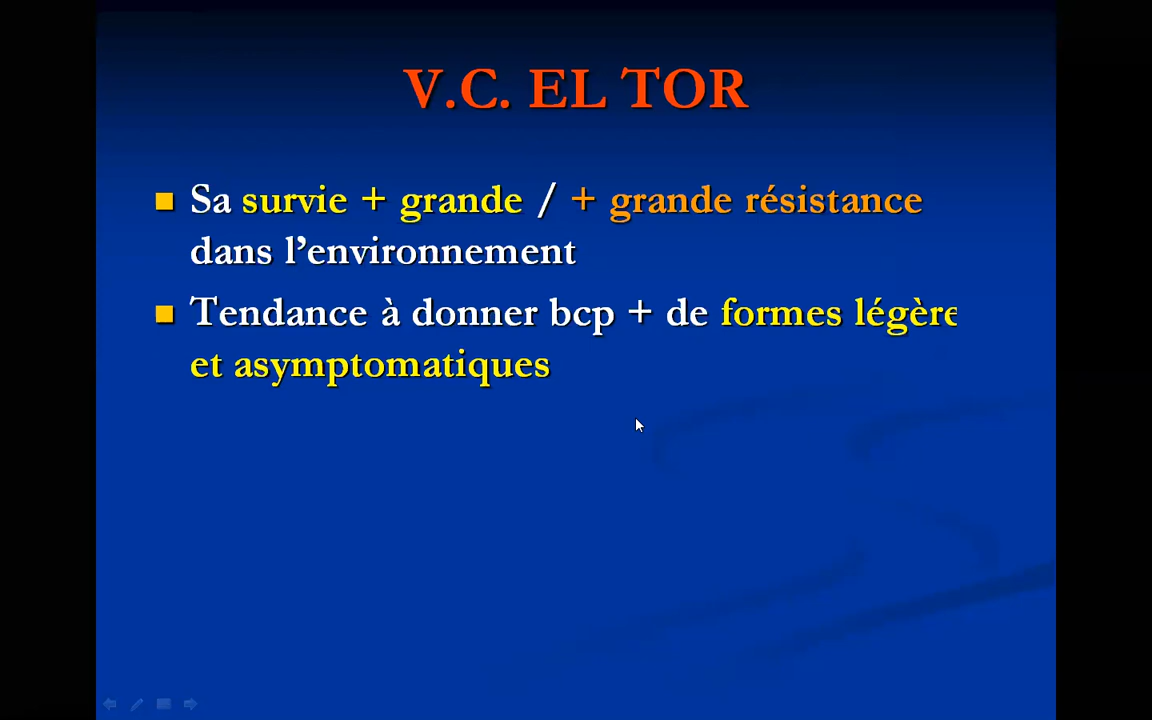 V.C. EL TOR
Sa survie + grande / + grande résistance
dans l’environnement
Tendance à donner bcp + de formes légère
et asymptomatiques